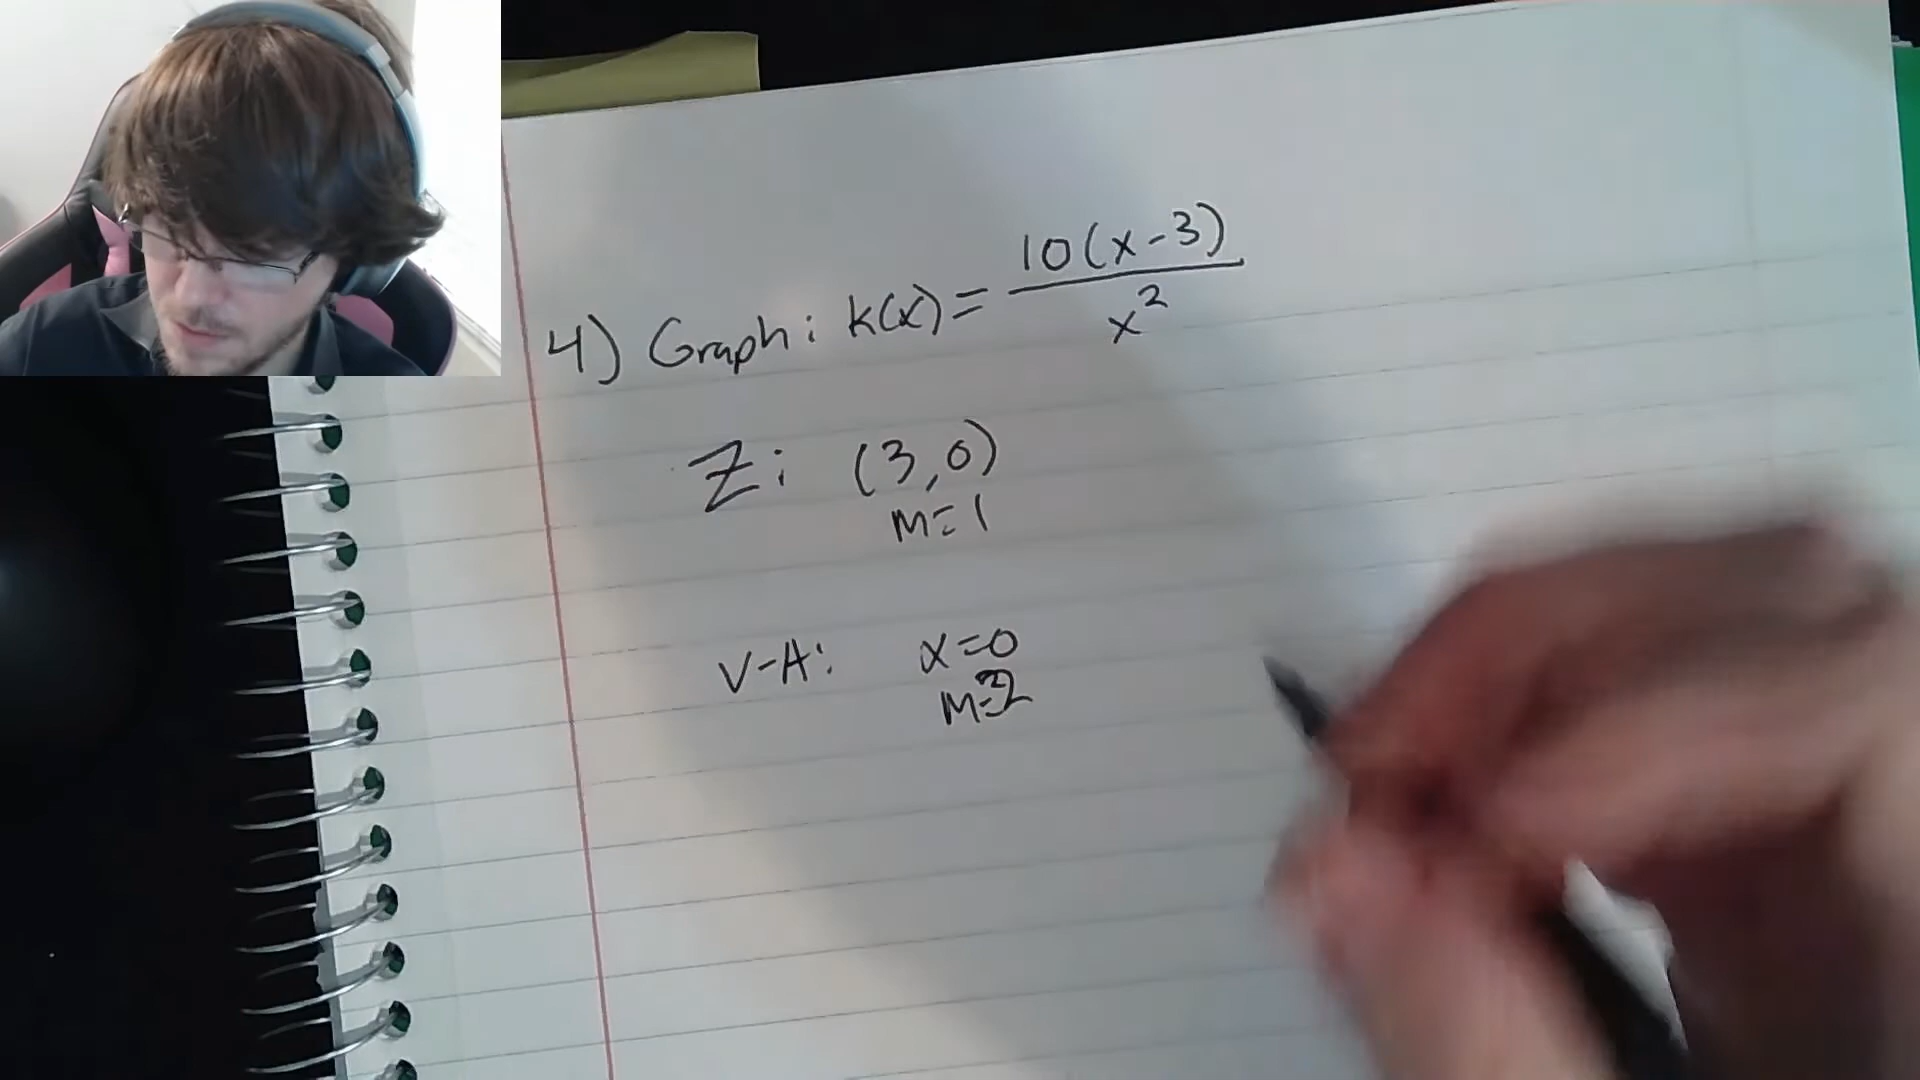 4) Graph: k(x) = 10(x-3) / x²
Z: (3,0)
m=1
V-A: x=0
m=2